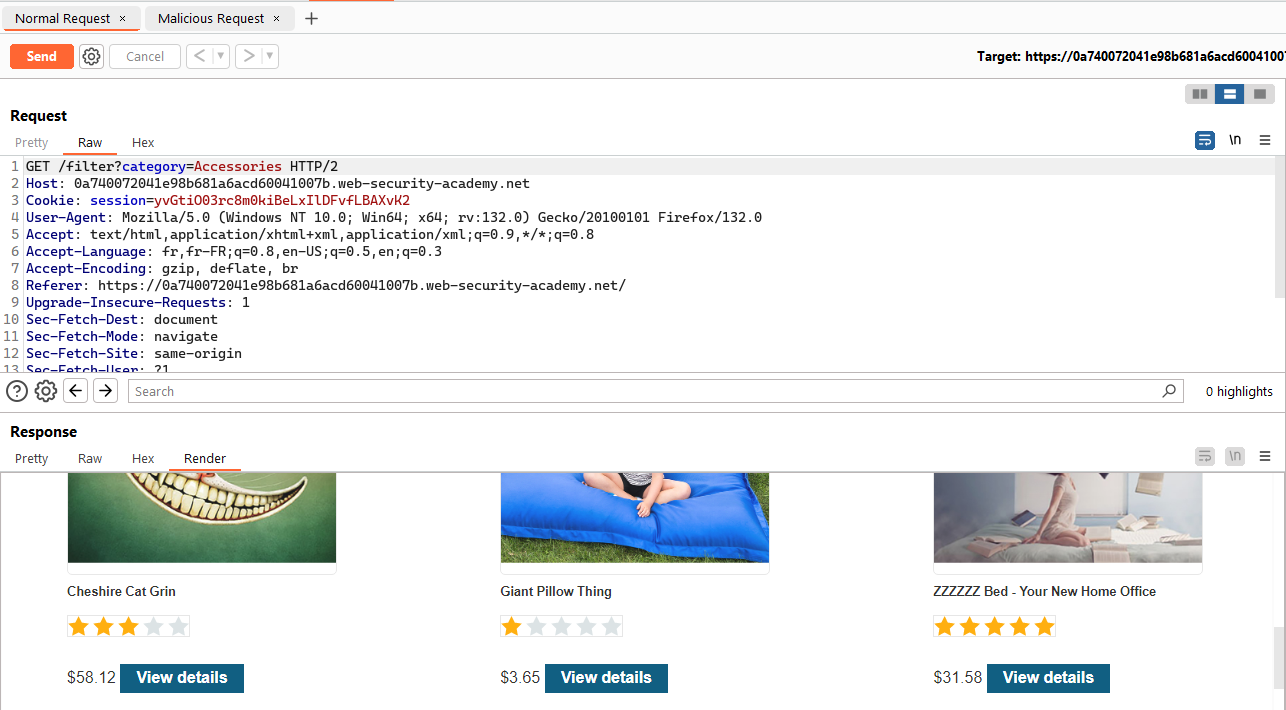 Normal Request × Malicious Request × +
Send Cancel < >
Target: https://0a740072041e98b681a6acd6004100
Request
Pretty Raw Hex \n
1 GET /filter?category=Accessories HTTP/2
2 Host: 0a740072041e98b681a6acd60041007b.web-security-academy.net
3 Cookie: session=yvGtiO03rc8m0kiBeLxIlDFvfLBAXvK2
4 User-Agent: Mozilla/5.0 (Windows NT 10.0; Win64; x64; rv:132.0) Gecko/20100101 Firefox/132.0
5 Accept: text/html,application/xhtml+xml,application/xml;q=0.9,*/*;q=0.8
6 Accept-Language: fr,fr-FR;q=0.8,en-US;q=0.5,en;q=0.3
7 Accept-Encoding: gzip, deflate, br
8 Referer: https://0a740072041e98b681a6acd60041007b.web-security-academy.net/
9 Upgrade-Insecure-Requests: 1
10 Sec-Fetch-Dest: document
11 Sec-Fetch-Mode: navigate
12 Sec-Fetch-Site: same-origin
13 Sec-Fetch-User: ?1
Search 0 highlights
Response
Pretty Raw Hex Render \n
Cheshire Cat Grin Giant Pillow Thing ZZZZZZ Bed - Your New Home Office
$58.12 View details $3.65 View details $31.58 View details